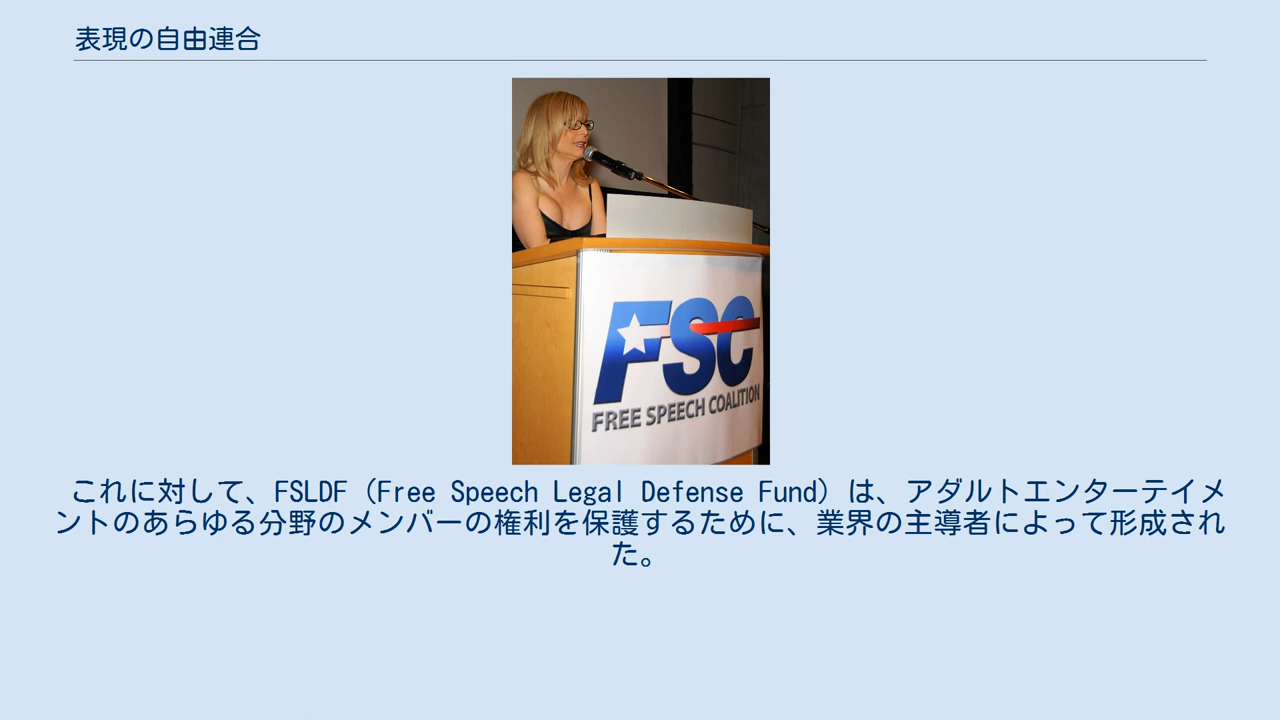 表現の自由連合
FSC
FREE SPEECH COALITION
これに対して、FSLDF (Free Speech Legal Defense Fund) は、アダルトエンターテイメ
ントのあらゆる分野のメンバーの権利を保護するために、業界の主導者によって形成され
た。